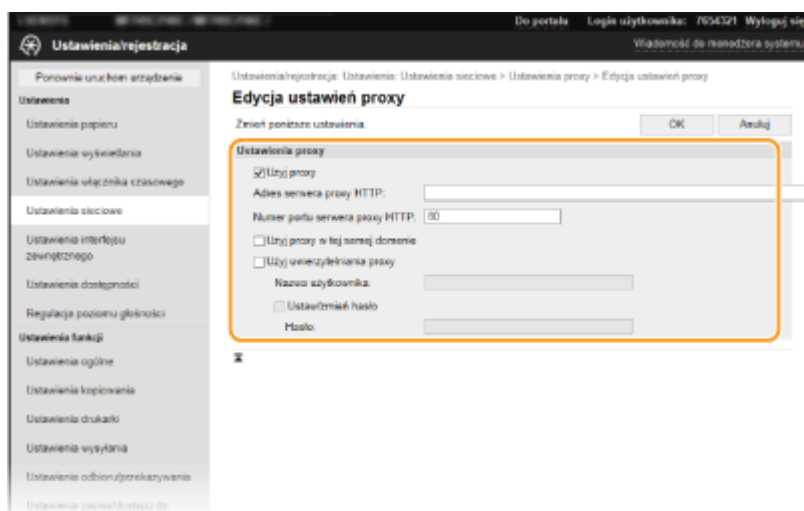 Do portalu Login użytkownika: 7654321 Wyloguj się
Ustawienia/rejestracja
Wiadomość do menedżera systemu
Ponownie uruchom urządzenie
Ustawienia
Ustawienia papieru
Ustawienia wyświetlania
Ustawienia włącznika czasowego
Ustawienia sieciowe
Ustawienia interfejsu
zewnętrznego
Ustawienia dostępności
Regulacja poziomu głośności
Ustawienia funkcji
Ustawienia ogólne
Ustawienia kopiowania
Ustawienia drukarki
Ustawienia wysyłania
Ustawienia odbioru/przekazywania
Ustawienia zapisu/dostępu do
Ustawienia/rejestracja: Ustawienia: Ustawienia sieciowe > Ustawienia proxy > Edycja ustawień proxy
Edycja ustawień proxy
Zmień poniższe ustawienia.
OK
Anuluj
Ustawienia proxy
Użyj proxy
Adres serwera proxy HTTP:
Numer portu serwera proxy HTTP: 80
Użyj proxy w tej samej domenie
Użyj uwierzytelniania proxy
Nazwa użytkownika:
Ustaw/zmień hasło
Hasło: